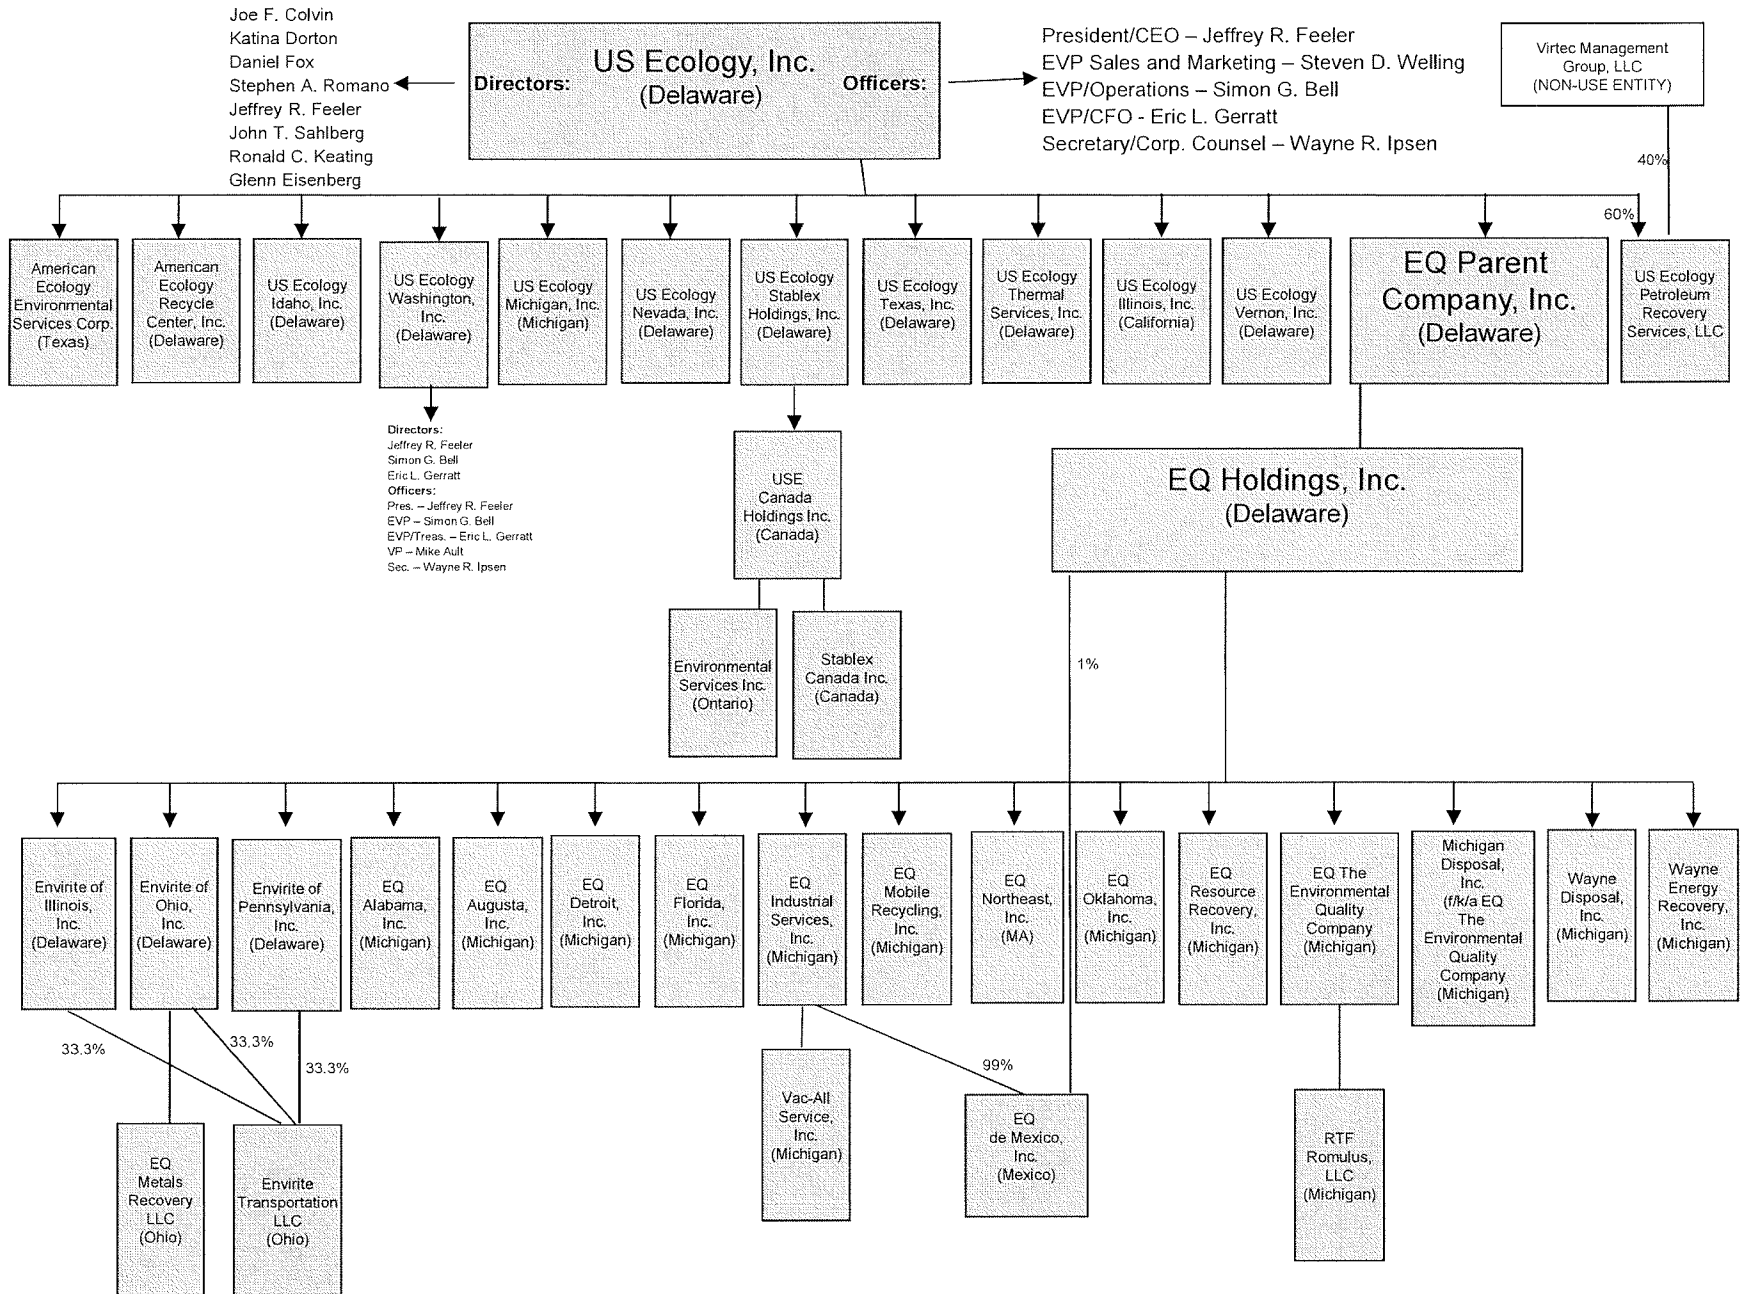 Joe F. Colvin
Katina Dorton
Daniel Fox
Stephen A. Romano
Jeffrey R. Feeler
John T. Sahlberg
Ronald C. Keating
Glenn Eisenberg
US Ecology, Inc.
Directors:
Officers:
(Delaware)
President/CEO – Jeffrey R. Feeler
EVP Sales and Marketing – Steven D. Welling
EVP/Operations – Simon G. Bell
EVP/CFO - Eric L. Gerratt
Secretary/Corp. Counsel – Wayne R. Ipsen
Virtec Management
Group, LLC
(NON-USE ENTITY)
40%
60%
American
Ecology
Environmental
Services Corp.
(Texas)
American
Ecology
Recycle
Center, Inc.
(Delaware)
US Ecology
Idaho, Inc.
(Delaware)
US Ecology
Washington,
Inc.
(Delaware)
US Ecology
Michigan, Inc.
(Michigan)
US Ecology
Nevada, Inc.
(Delaware)
US Ecology
Stablex
Holdings, Inc.
(Delaware)
US Ecology
Texas, Inc.
(Delaware)
US Ecology
Thermal
Services, Inc.
(Delaware)
US Ecology
Illinois, Inc.
(California)
US Ecology
Vernon, Inc.
(Delaware)
EQ Parent
Company, Inc.
(Delaware)
US Ecology
Petroleum
Recovery
Services, LLC
Directors:
Jeffrey R. Feeler
Simon G. Bell
Eric L. Gerratt
Officers:
Pres. – Jeffrey R. Feeler
EVP – Simon G. Bell
EVP/Treas. – Eric L. Gerratt
VP – Mike Ault
Sec. – Wayne R. Ipsen
USE
Canada
Holdings Inc.
(Canada)
EQ Holdings, Inc.
(Delaware)
Environmental
Services Inc.
(Ontario)
Stablex
Canada Inc.
(Canada)
1%
Envirite of
Illinois,
Inc.
(Delaware)
Envirite of
Ohio,
Inc.
(Delaware)
Envirite of
Pennsylvania,
Inc.
(Delaware)
EQ
Alabama,
Inc.
(Michigan)
EQ
Augusta,
Inc.
(Michigan)
EQ
Detroit,
Inc.
(Michigan)
EQ
Florida,
Inc.
(Michigan)
EQ
Industrial
Services,
Inc.
(Michigan)
EQ
Mobile
Recycling,
Inc.
(Michigan)
EQ
Northeast,
Inc.
(MA)
EQ
Oklahoma,
Inc.
(Michigan)
EQ
Resource
Recovery,
Inc.
(Michigan)
EQ The
Environmental
Quality
Company
(Michigan)
Michigan
Disposal,
Inc.
(f/k/a EQ
The
Environmental
Quality
Company
(Michigan)
Wayne
Disposal,
Inc.
(Michigan)
Wayne
Energy
Recovery,
Inc.
(Michigan)
33.3%
33.3%
33.3%
99%
EQ
Metals
Recovery
LLC
(Ohio)
Envirite
Transportation
LLC
(Ohio)
Vac-All
Service,
Inc.
(Michigan)
EQ
de Mexico,
Inc.
(Mexico)
RTF
Romulus,
LLC
(Michigan)